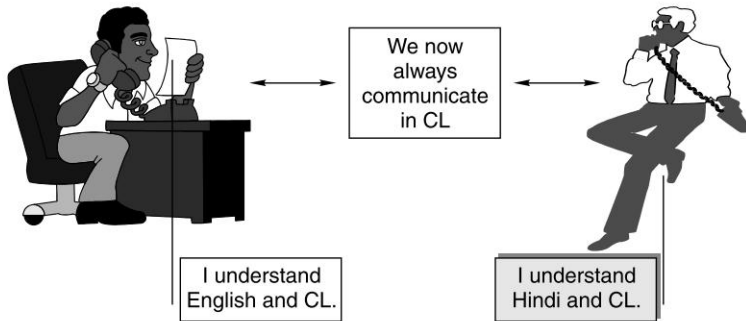 We now
always
communicate
in CL
I understand
English and CL.
I understand
Hindi and CL.